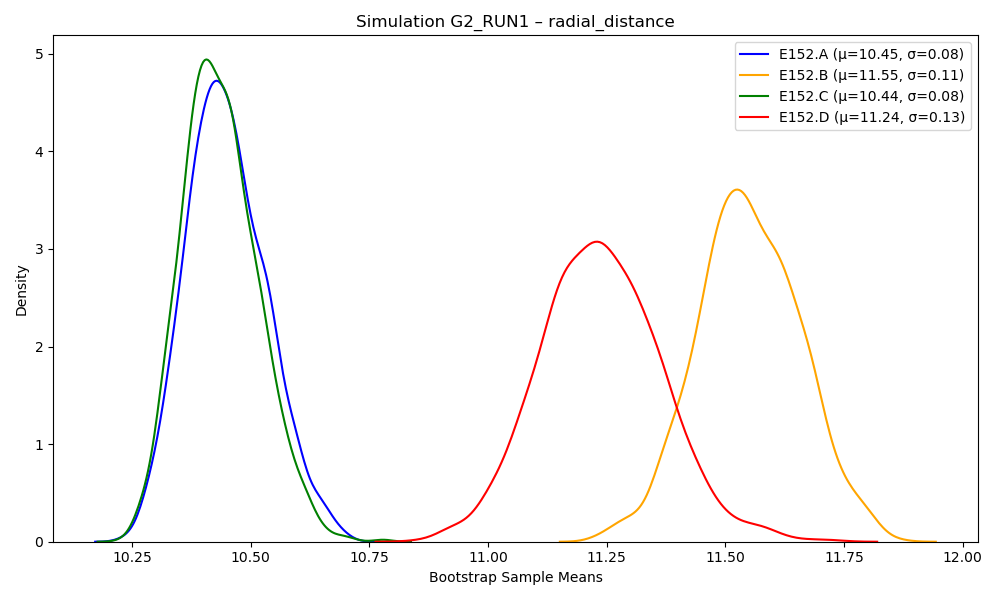 Simulation G2_RUN1 – radial_distance
E152.A (μ=10.45, σ=0.08)
E152.B (μ=11.55, σ=0.11)
E152.C (μ=10.44, σ=0.08)
E152.D (μ=11.24, σ=0.13)
5
4
3
2
1
0
Density
10.25 10.50 10.75 11.00 11.25 11.50 11.75 12.00
Bootstrap Sample Means